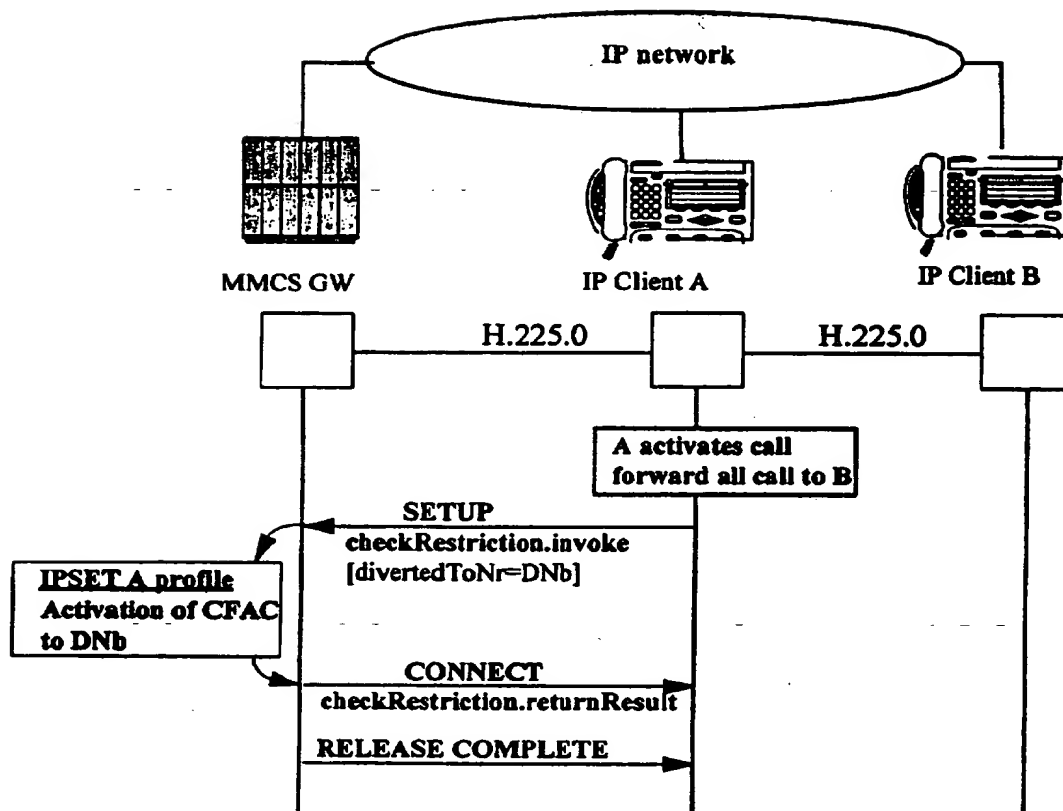 IP network
MMCS GW
IP Client A
IP Client B
H.225.0
H.225.0
A activates call
forward all call to B
SETUP
checkRestriction.invoke
[divertedToNr=DNb]
IPSET A profile
Activation of CFAC
to DNb
CONNECT
checkRestriction.returnResult
RELEASE COMPLETE